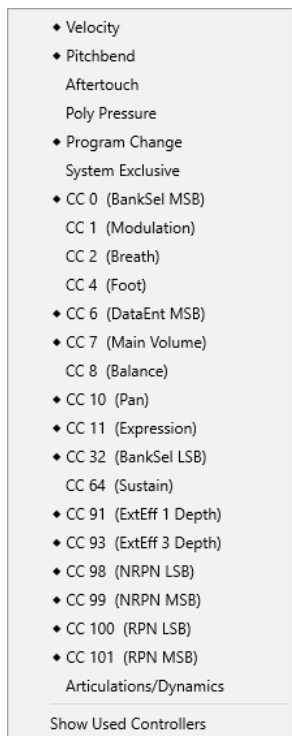 ◆ Velocity
◆ Pitchbend
Aftertouch
Poly Pressure
◆ Program Change
System Exclusive
◆ CC 0 (BankSel MSB)
CC 1 (Modulation)
CC 2 (Breath)
CC 4 (Foot)
◆ CC 6 (DataEnt MSB)
◆ CC 7 (Main Volume)
CC 8 (Balance)
◆ CC 10 (Pan)
◆ CC 11 (Expression)
◆ CC 32 (BankSel LSB)
CC 64 (Sustain)
◆ CC 91 (ExtEff 1 Depth)
◆ CC 93 (ExtEff 3 Depth)
◆ CC 98 (NRPN LSB)
◆ CC 99 (NRPN MSB)
◆ CC 100 (RPN LSB)
◆ CC 101 (RPN MSB)
Articulations/Dynamics
Show Used Controllers